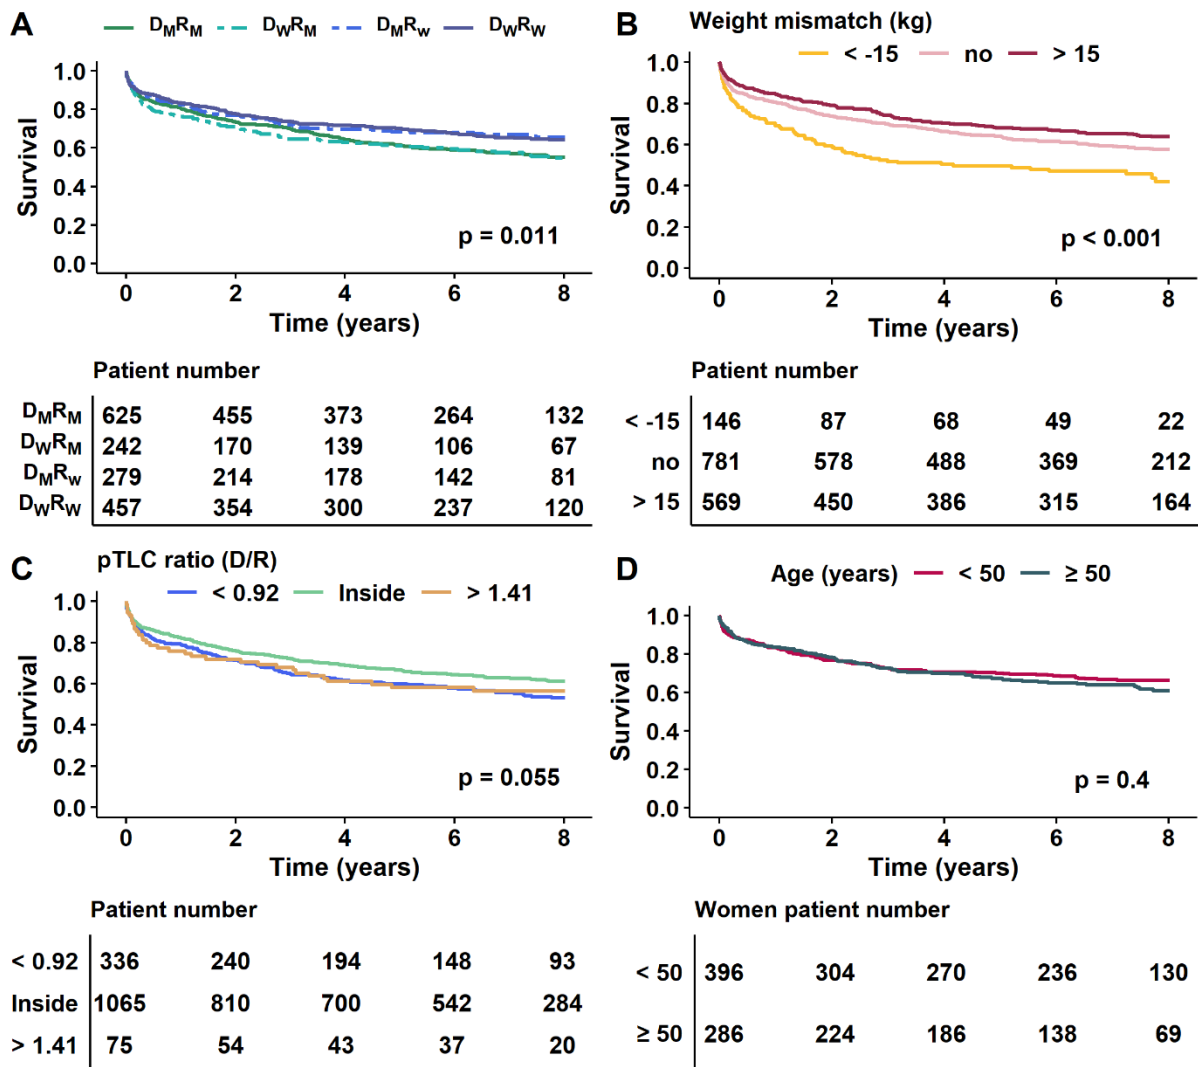 A
DMRM DWRM DMRw DWRW
1.0
0.8
0.6
0.4
0.2
0.0
Survival
p = 0.011
0 2 4 6 8
Time (years)
Patient number
DMRM 625 455 373 264 132
DWRM 242 170 139 106 67
DMRw 279 214 178 142 81
DWRW 457 354 300 237 120
B Weight mismatch (kg)
< -15 no > 15
1.0
0.8
0.6
0.4
0.2
0.0
Survival
p < 0.001
0 2 4 6 8
Time (years)
Patient number
< -15 146 87 68 49 22
no 781 578 488 369 212
> 15 569 450 386 315 164
C pTLC ratio (D/R)
< 0.92 Inside > 1.41
1.0
0.8
0.6
0.4
0.2
0.0
Survival
p = 0.055
0 2 4 6 8
Time (years)
Patient number
< 0.92 336 240 194 148 93
Inside 1065 810 700 542 284
> 1.41 75 54 43 37 20
D Age (years) < 50 ≥ 50
1.0
0.8
0.6
0.4
0.2
0.0
Survival
p = 0.4
0 2 4 6 8
Time (years)
Women patient number
< 50 396 304 270 236 130
≥ 50 286 224 186 138 69